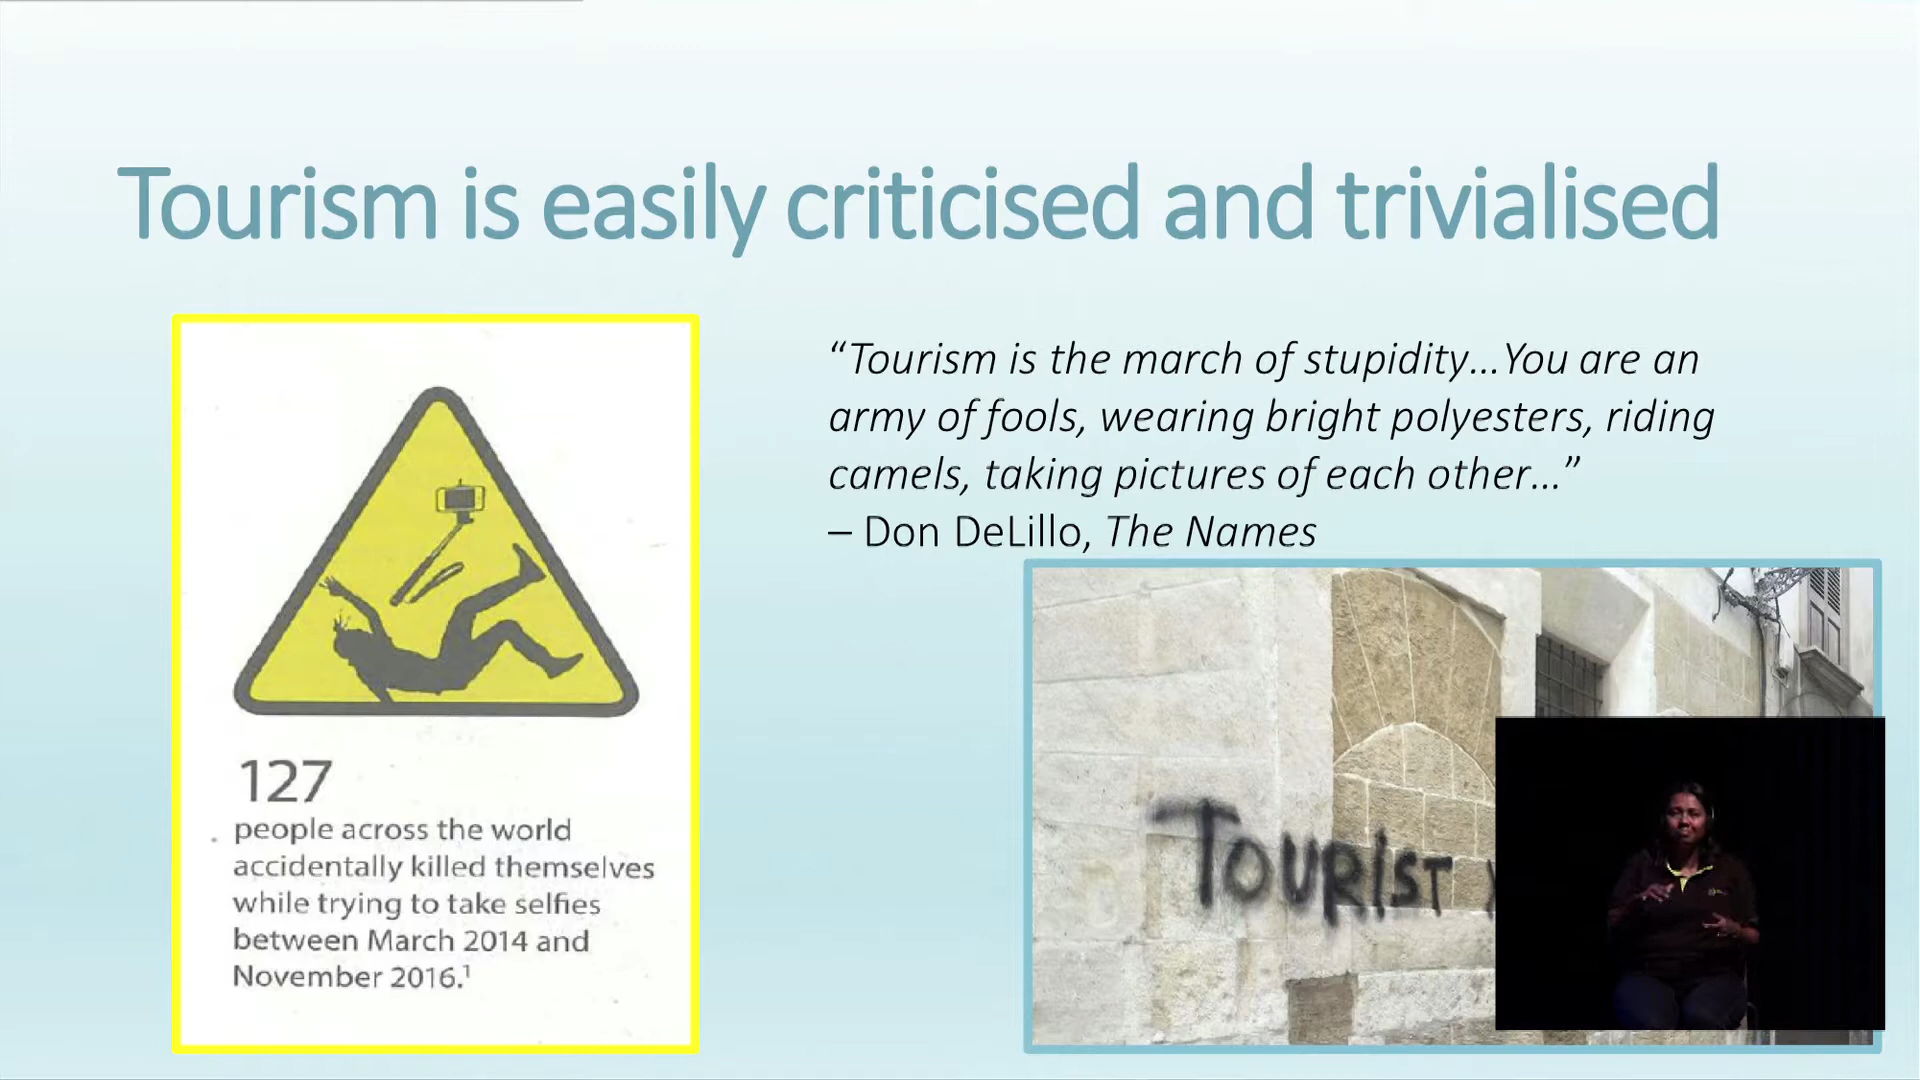 Tourism is easily criticised and trivialised
127
people across the world
accidentally killed themselves
while trying to take selfies
between March 2014 and
November 2016.¹
“Tourism is the march of stupidity…You are an
army of fools, wearing bright polyesters, riding
camels, taking pictures of each other…”
– Don DeLillo, The Names
TOURIST